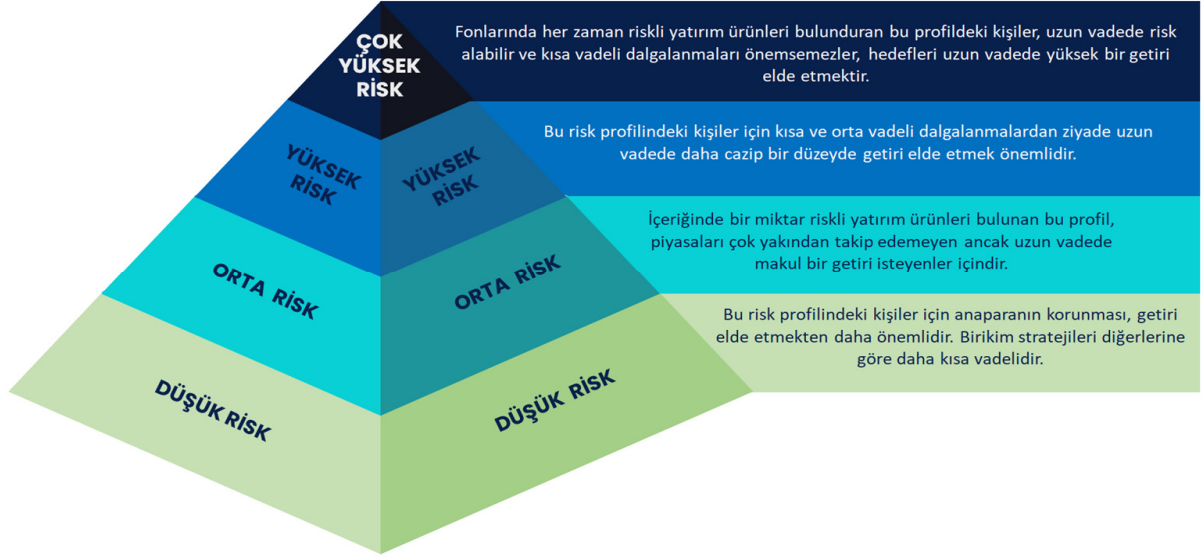 ÇOK
YÜKSEK
RİSK
Fonlarında her zaman riskli yatırım ürünleri bulunduran bu profildeki kişiler, uzun vadede risk
alabilir ve kısa vadeli dalgalanmaları önemsemezler, hedefleri uzun vadede yüksek bir getiri
elde etmektir.
YÜKSEK
RİSK
YÜKSEK
RİSK
Bu risk profilindeki kişiler için kısa ve orta vadeli dalgalanmalardan ziyade uzun
vadede daha cazip bir düzeyde getiri elde etmek önemlidir.
ORTA RİSK
ORTA RİSK
İçeriğinde bir miktar riskli yatırım ürünleri bulunan bu profil,
piyasaları çok yakından takip edemeyen ancak uzun vadede
makul bir getiri isteyenler içindir.
DÜŞÜK RİSK
DÜŞÜK RİSK
Bu risk profilindeki kişiler için anaparanın korunması, getiri
elde etmekten daha önemlidir. Birikim stratejileri diğerlerine
göre daha kısa vadelidir.